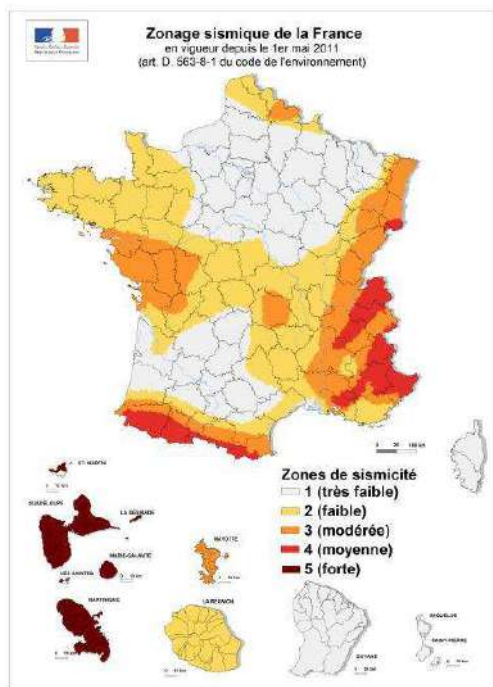 Zonage sismique de la France
en vigueur depuis le 1er mai 2011
(art. D. 563-8-1 du code de l'environnement)
ST-MARTIN
GUADELOUPE
LA DESIRADE
MARIE-GALANTE
LES SAINTES
MARTINIQUE
MAYOTTE
LA REUNION
Zones de sismicité
1 (très faible)
2 (faible)
3 (modérée)
4 (moyenne)
5 (forte)
GUYANE
MIQUELON
SAINT-PIERRE